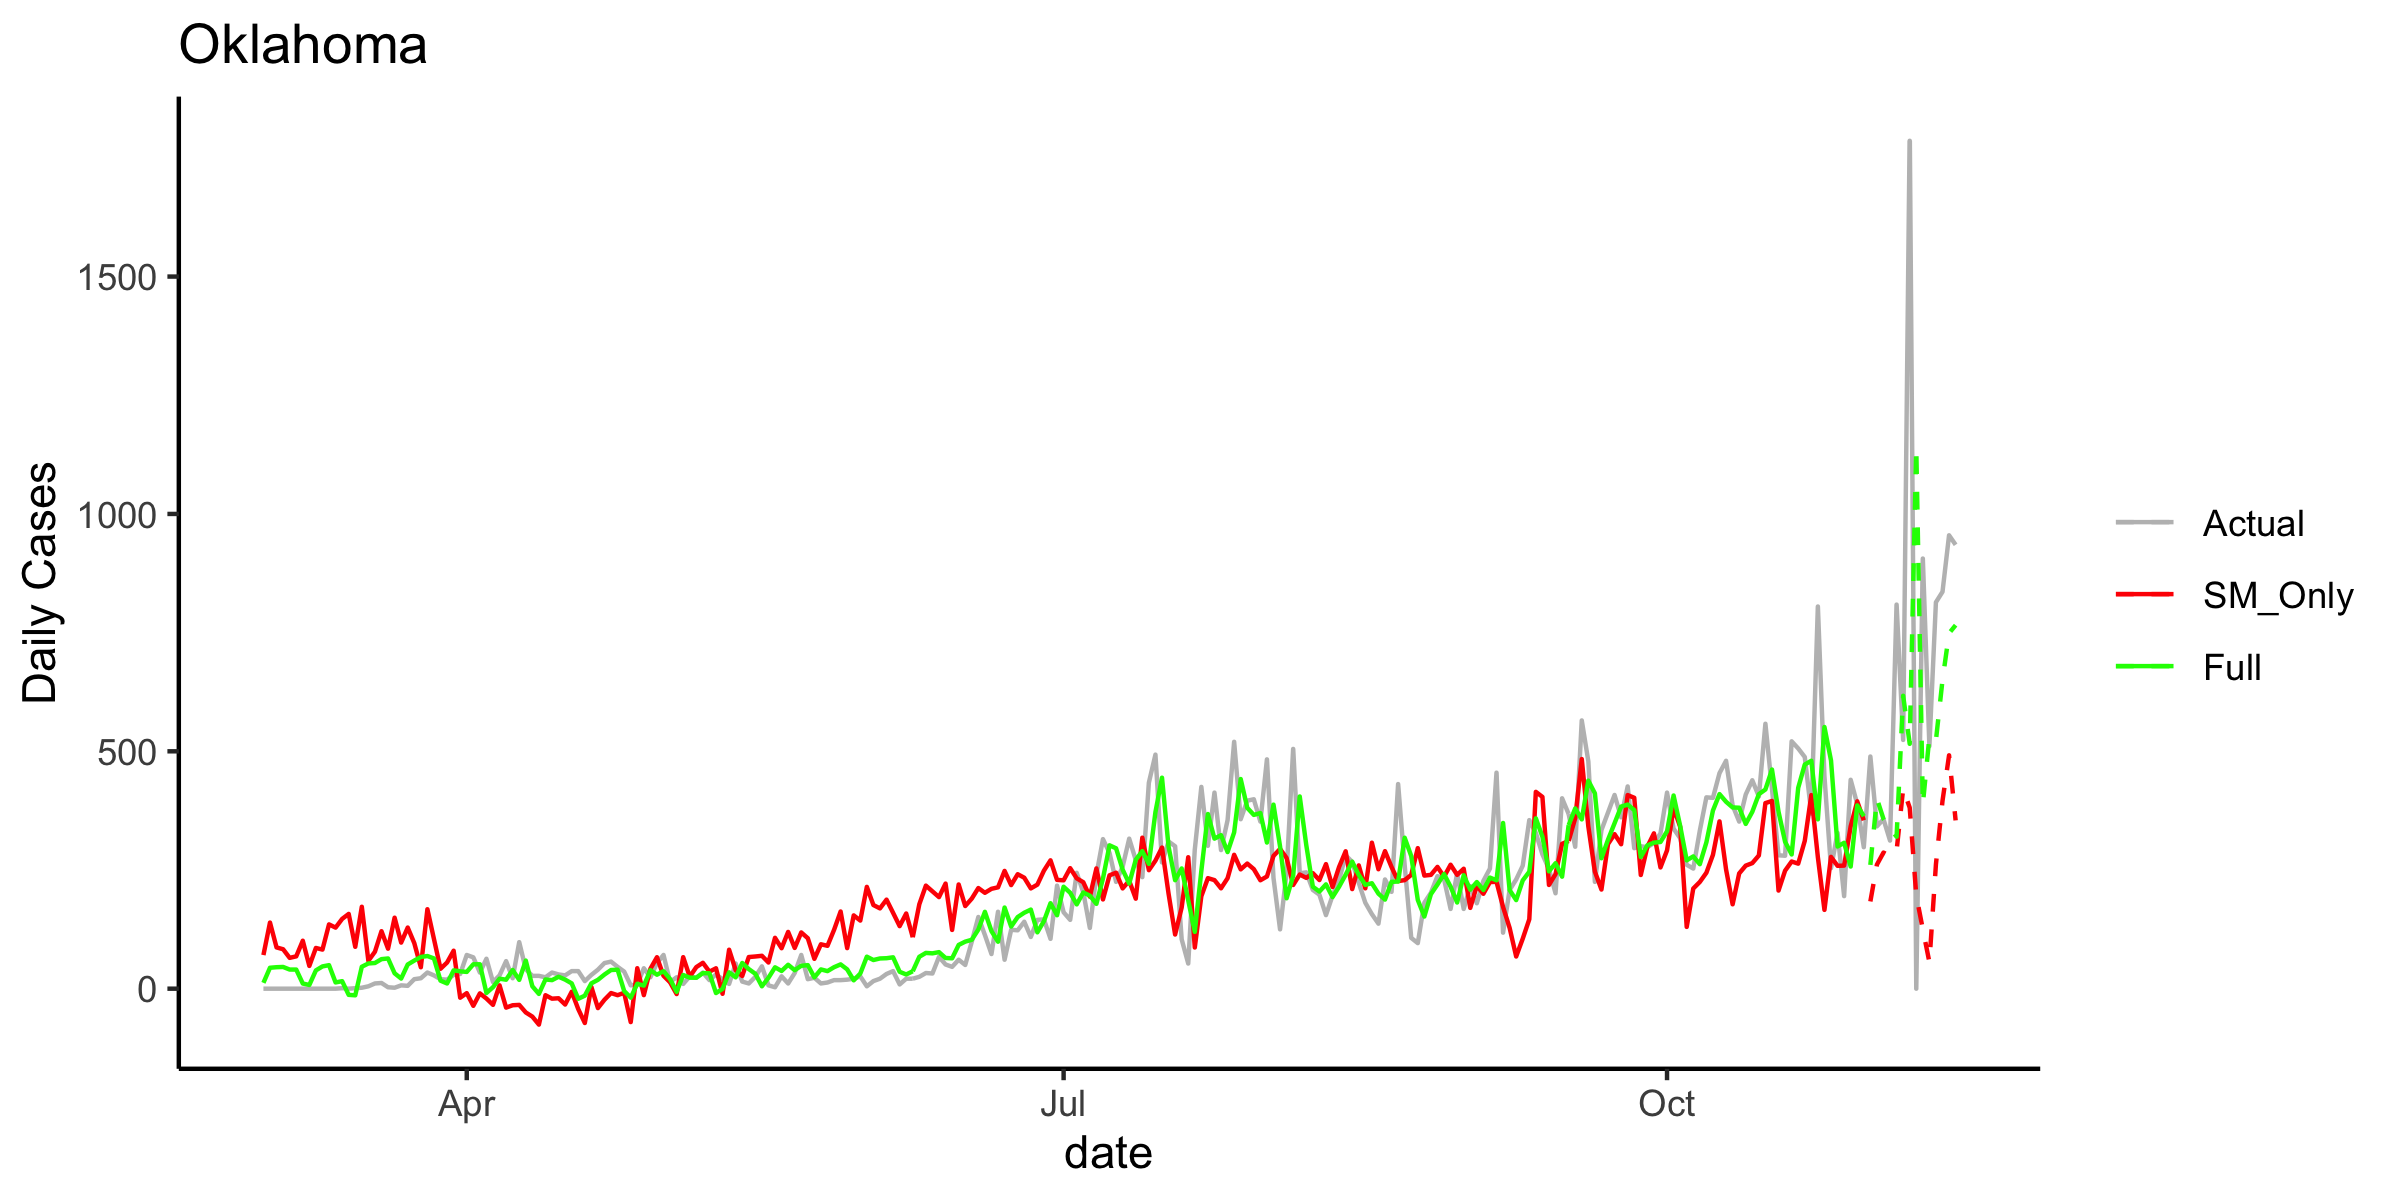 Oklahoma
Daily Cases
1500
1000
500
0
Apr
Jul
Oct
date
Actual
SM_Only
Full